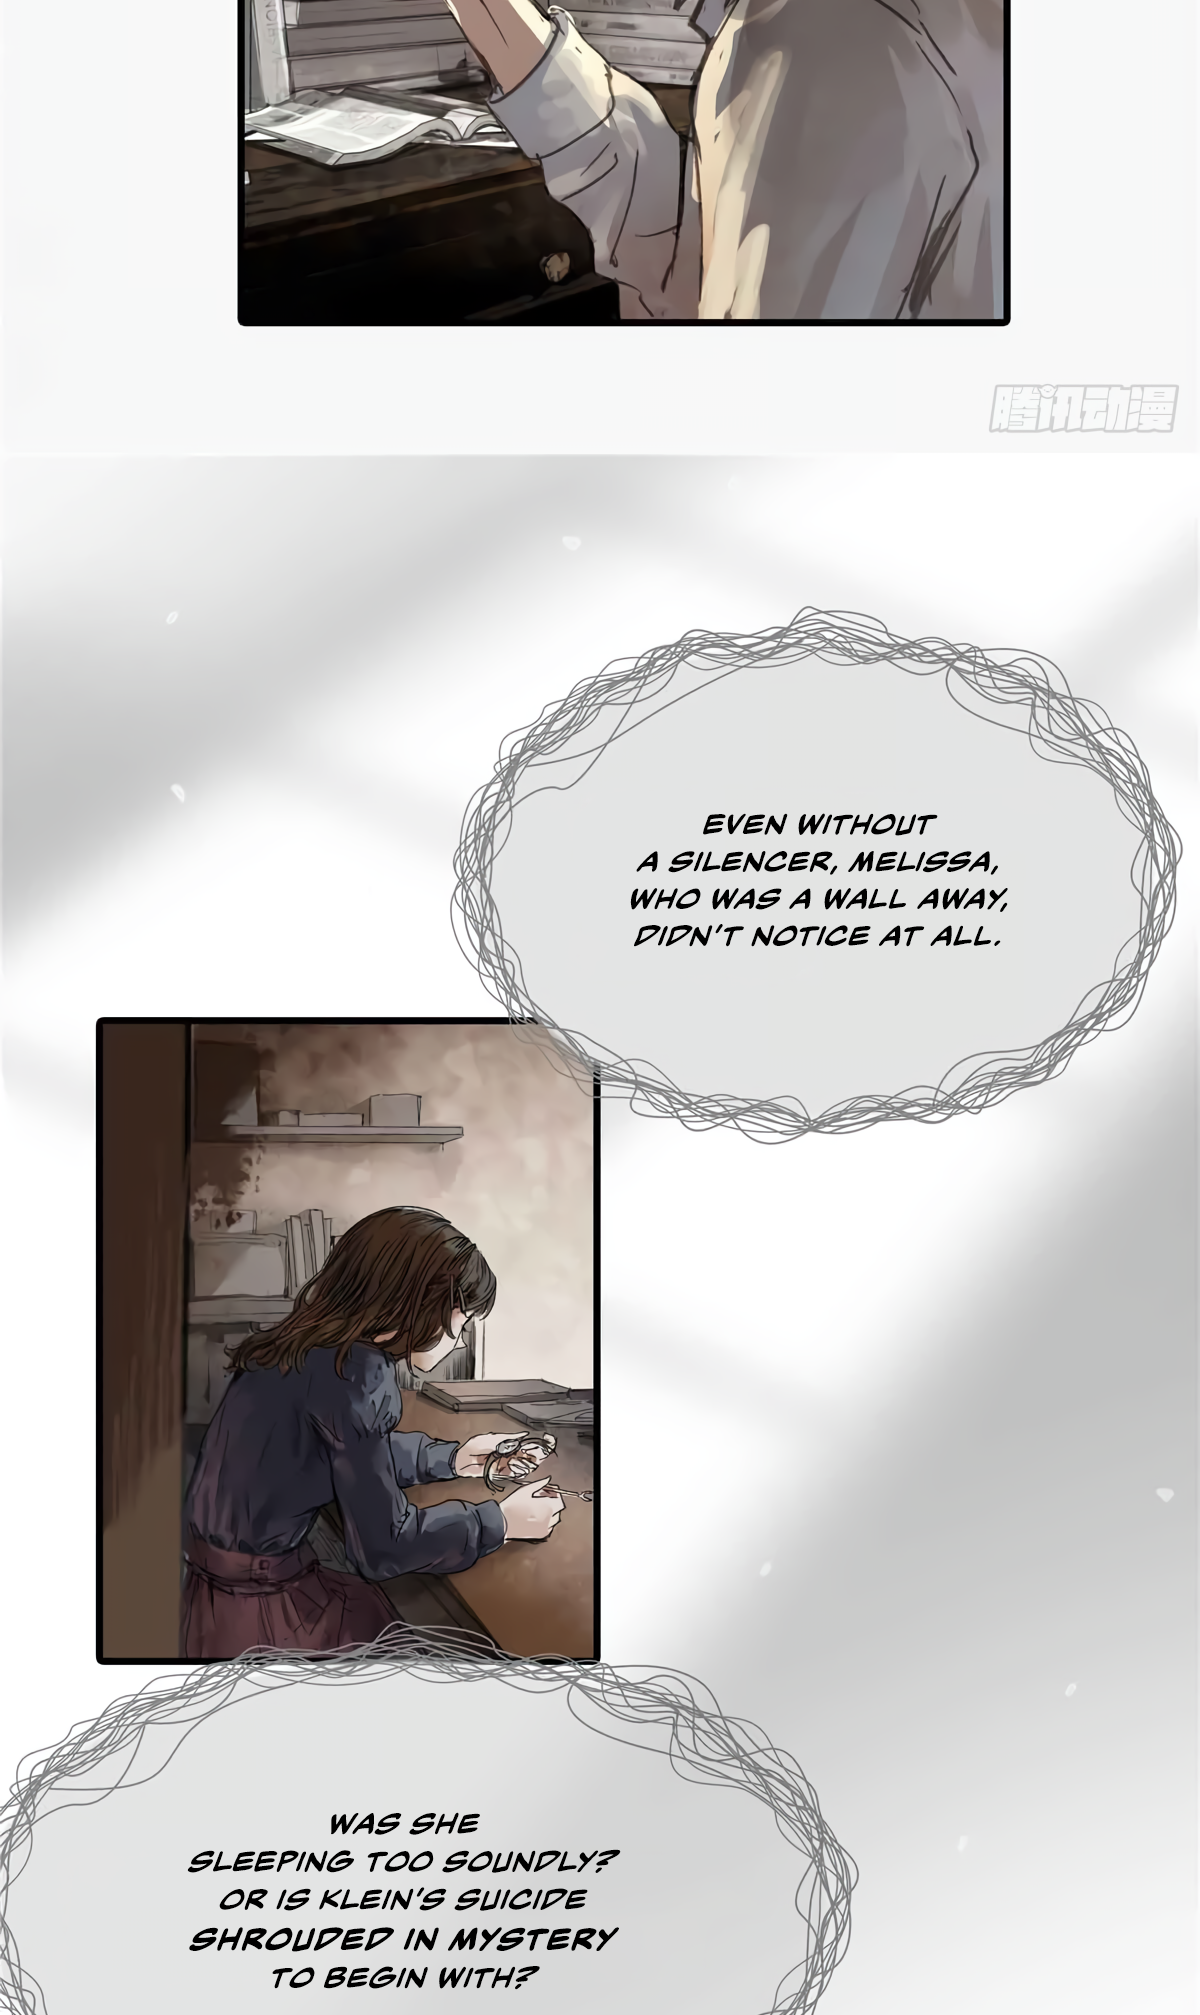 腾讯动漫
EVEN WITHOUT
A SILENCER, MELISSA,
WHO WAS A WALL AWAY,
DIDN'T NOTICE AT ALL.
WAS SHE
SLEEPING TOO SOUNDLY?
OR IS KLEIN'S SUICIDE
SHROUDED IN MYSTERY
TO BEGIN WITH?